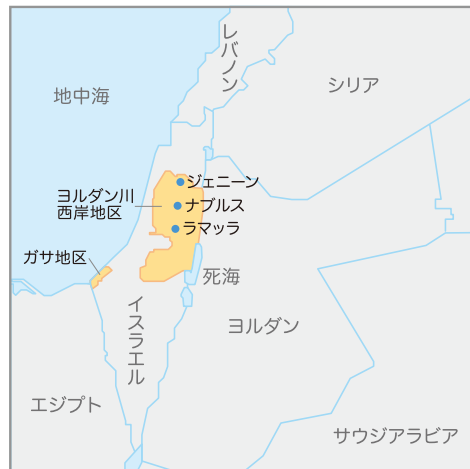 レバノン
地中海
シリア
ジェニーン
ヨルダン川
西岸地区
ナブルス
ラマッラ
ガザ地区
死海
イスラエル
ヨルダン
エジプト
サウジアラビア